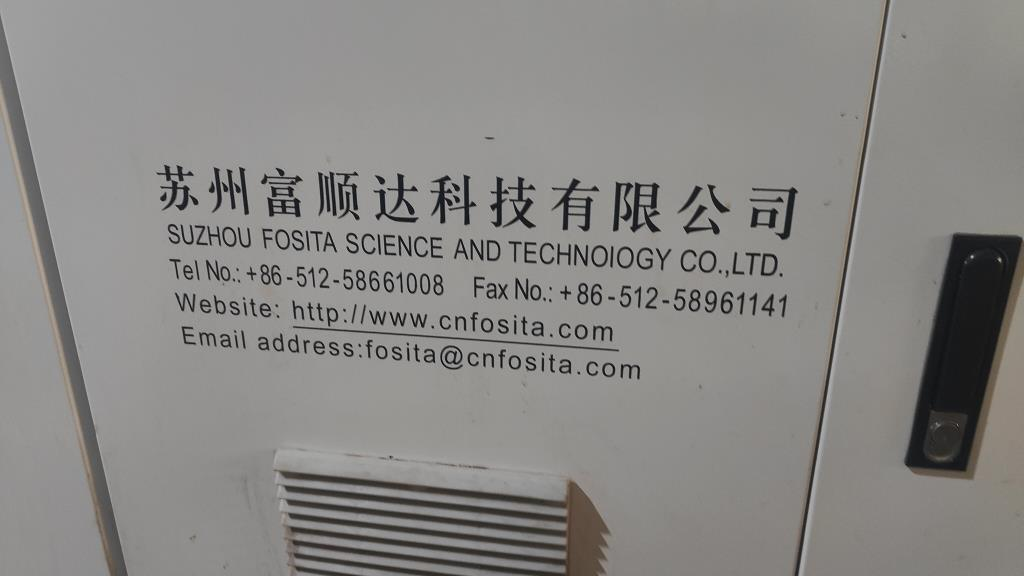 苏州富顺达科技有限公司
SUZHOU FOSITA SCIENCE AND TECHNOIOGY CO.,LTD.
Tel No.: +86-512-58661008 Fax No.: +86-512-58961141
Website: http://www.cnfosita.com
Email address:fosita@cnfosita.com